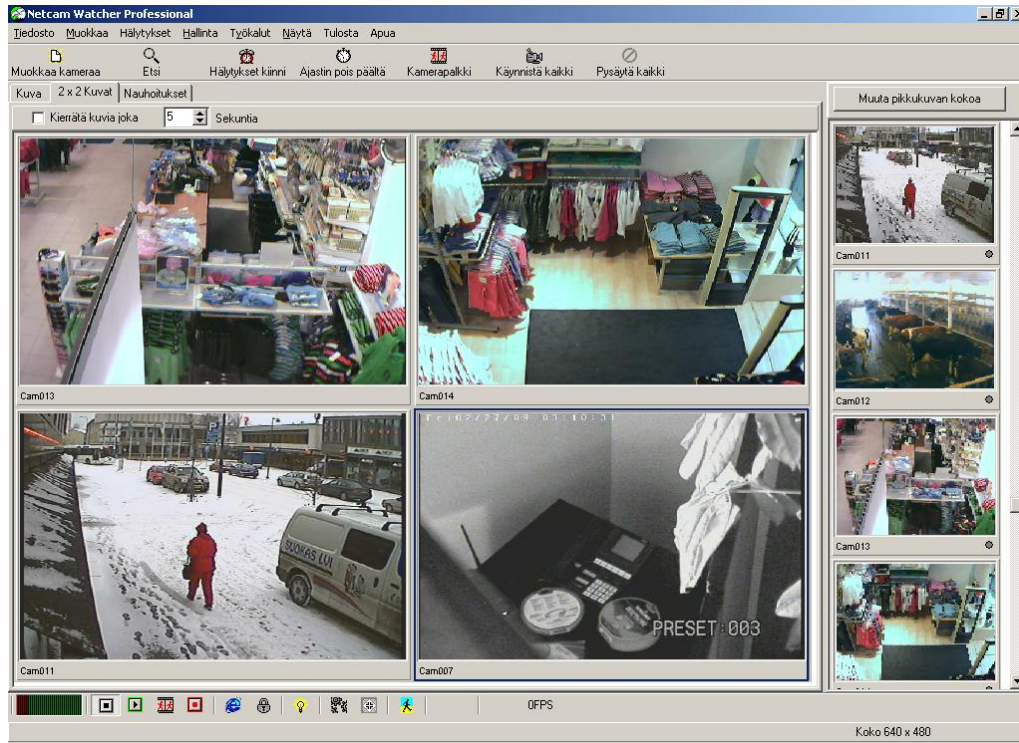 Netcam Watcher Professional
Tiedosto Muokkaa Hälytykset Hallinta Työkalut Näytä Tulosta Apua
Muokkaa kameraa Etsi Hälytykset kiinni Ajastin pois päältä Kamerapalkki Käynnistä kaikki Pysäytä kaikki
Kuva 2 x 2 Kuvat Nauhoitukset
Muuta pikkukuvan kokoa
Kierrätä kuvia joka 5 Sekuntia
Cam013
Cam014
P
SUOKAS LVI
PRESET:003
Cam011
Cam007
Cam011
Cam012
Cam013
0FPS
Koko 640 x 480